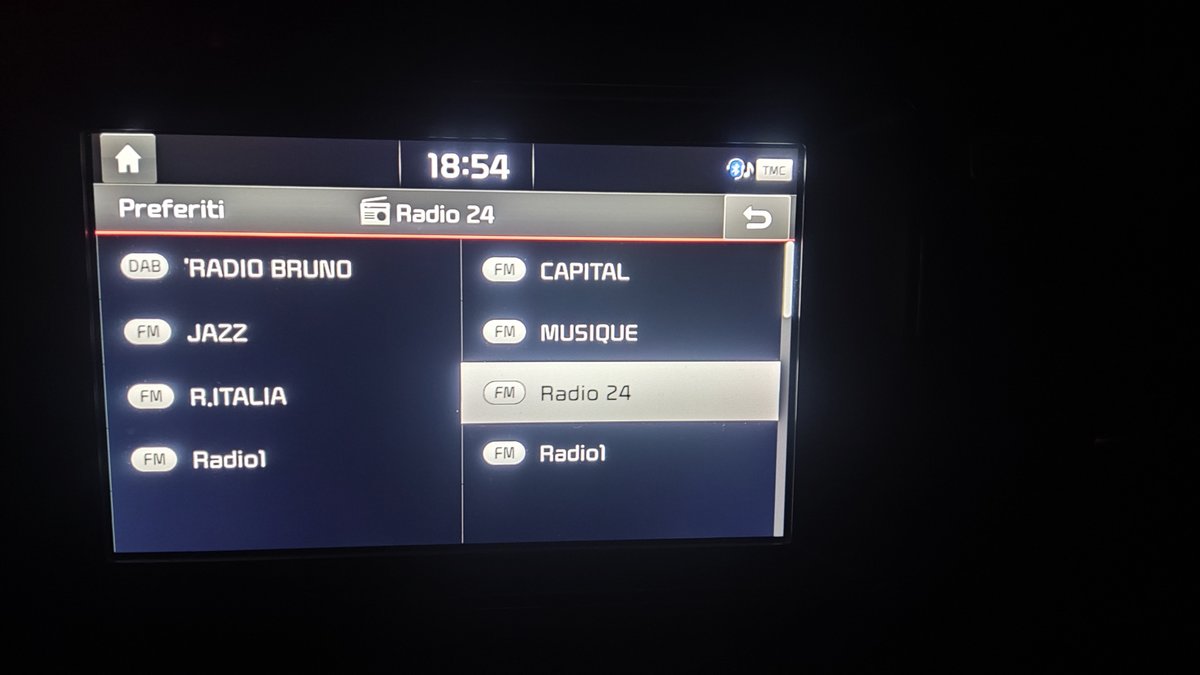 18:54
TMC
Preferiti
Radio 24
DAB 'RADIO BRUNO
FM CAPITAL
FM JAZZ
FM MUSIQUE
FM R.ITALIA
FM Radio 24
FM Radio1
FM Radio1